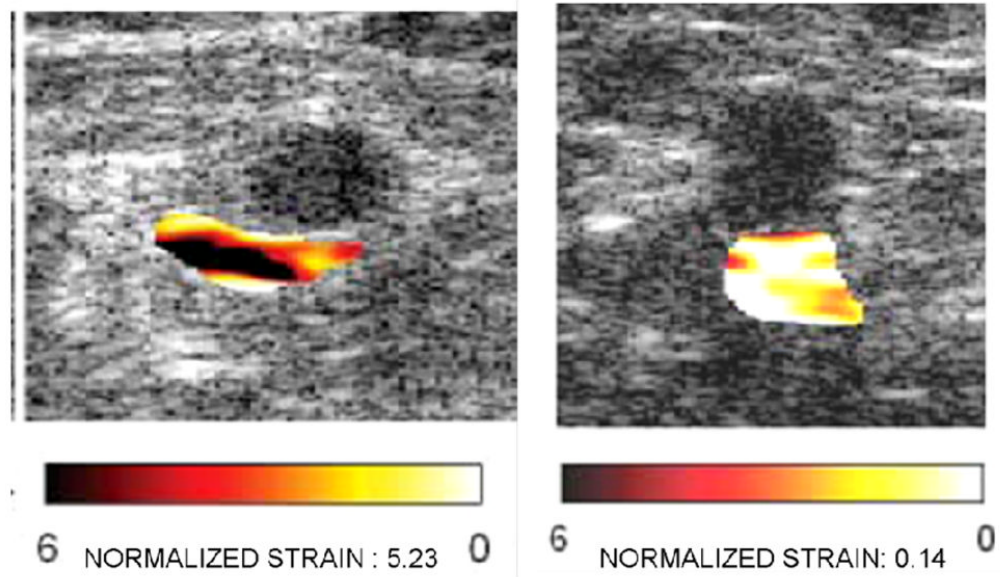 6 NORMALIZED STRAIN : 5.23 0
6 NORMALIZED STRAIN: 0.14 0